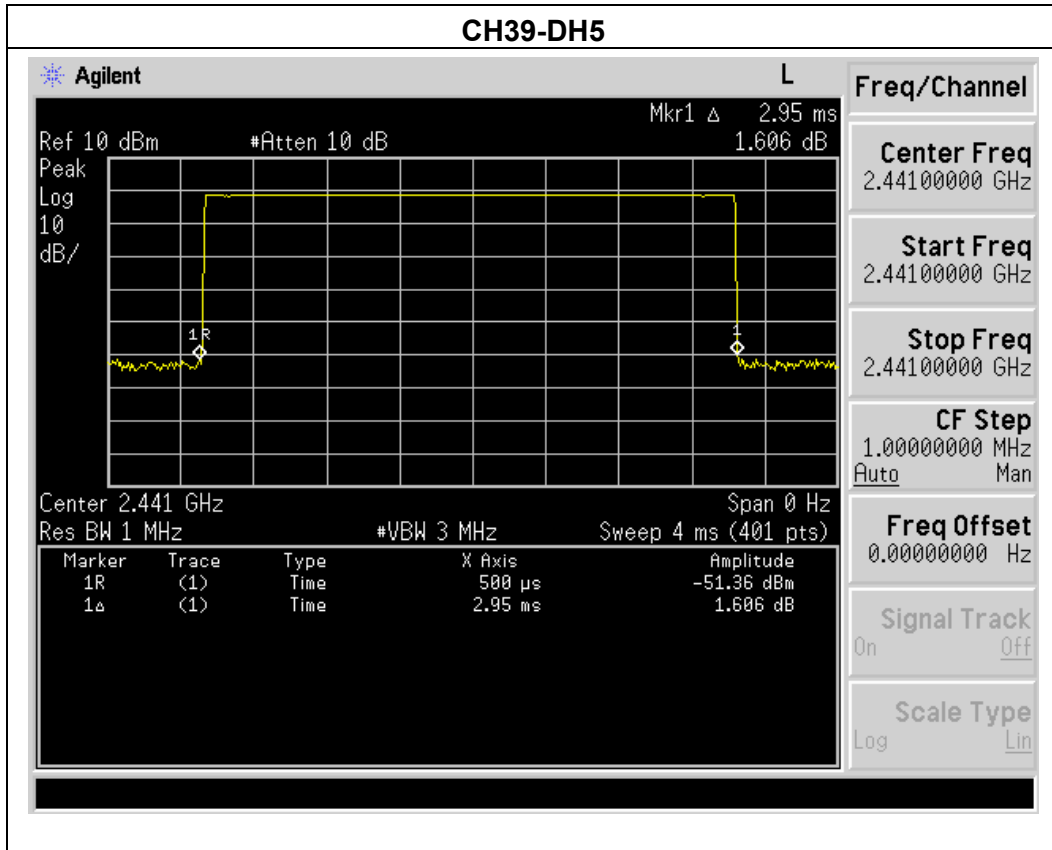 CH39-DH5
Agilent
L
Mkr1 Δ 2.95 ms
Ref 10 dBm #Atten 10 dB 1.606 dB
Peak
Log
10
dB/
1R
1
Center 2.441 GHz Span 0 Hz
Res BW 1 MHz #VBW 3 MHz Sweep 4 ms (401 pts)
Marker Trace Type X Axis Amplitude
1R (1) Time 500 µs -51.36 dBm
1Δ (1) Time 2.95 ms 1.606 dB
Freq/Channel
Center Freq
2.44100000 GHz
Start Freq
2.44100000 GHz
Stop Freq
2.44100000 GHz
CF Step
1.00000000 MHz
Auto Man
Freq Offset
0.00000000 Hz
Signal Track
On Off
Scale Type
Log Lin